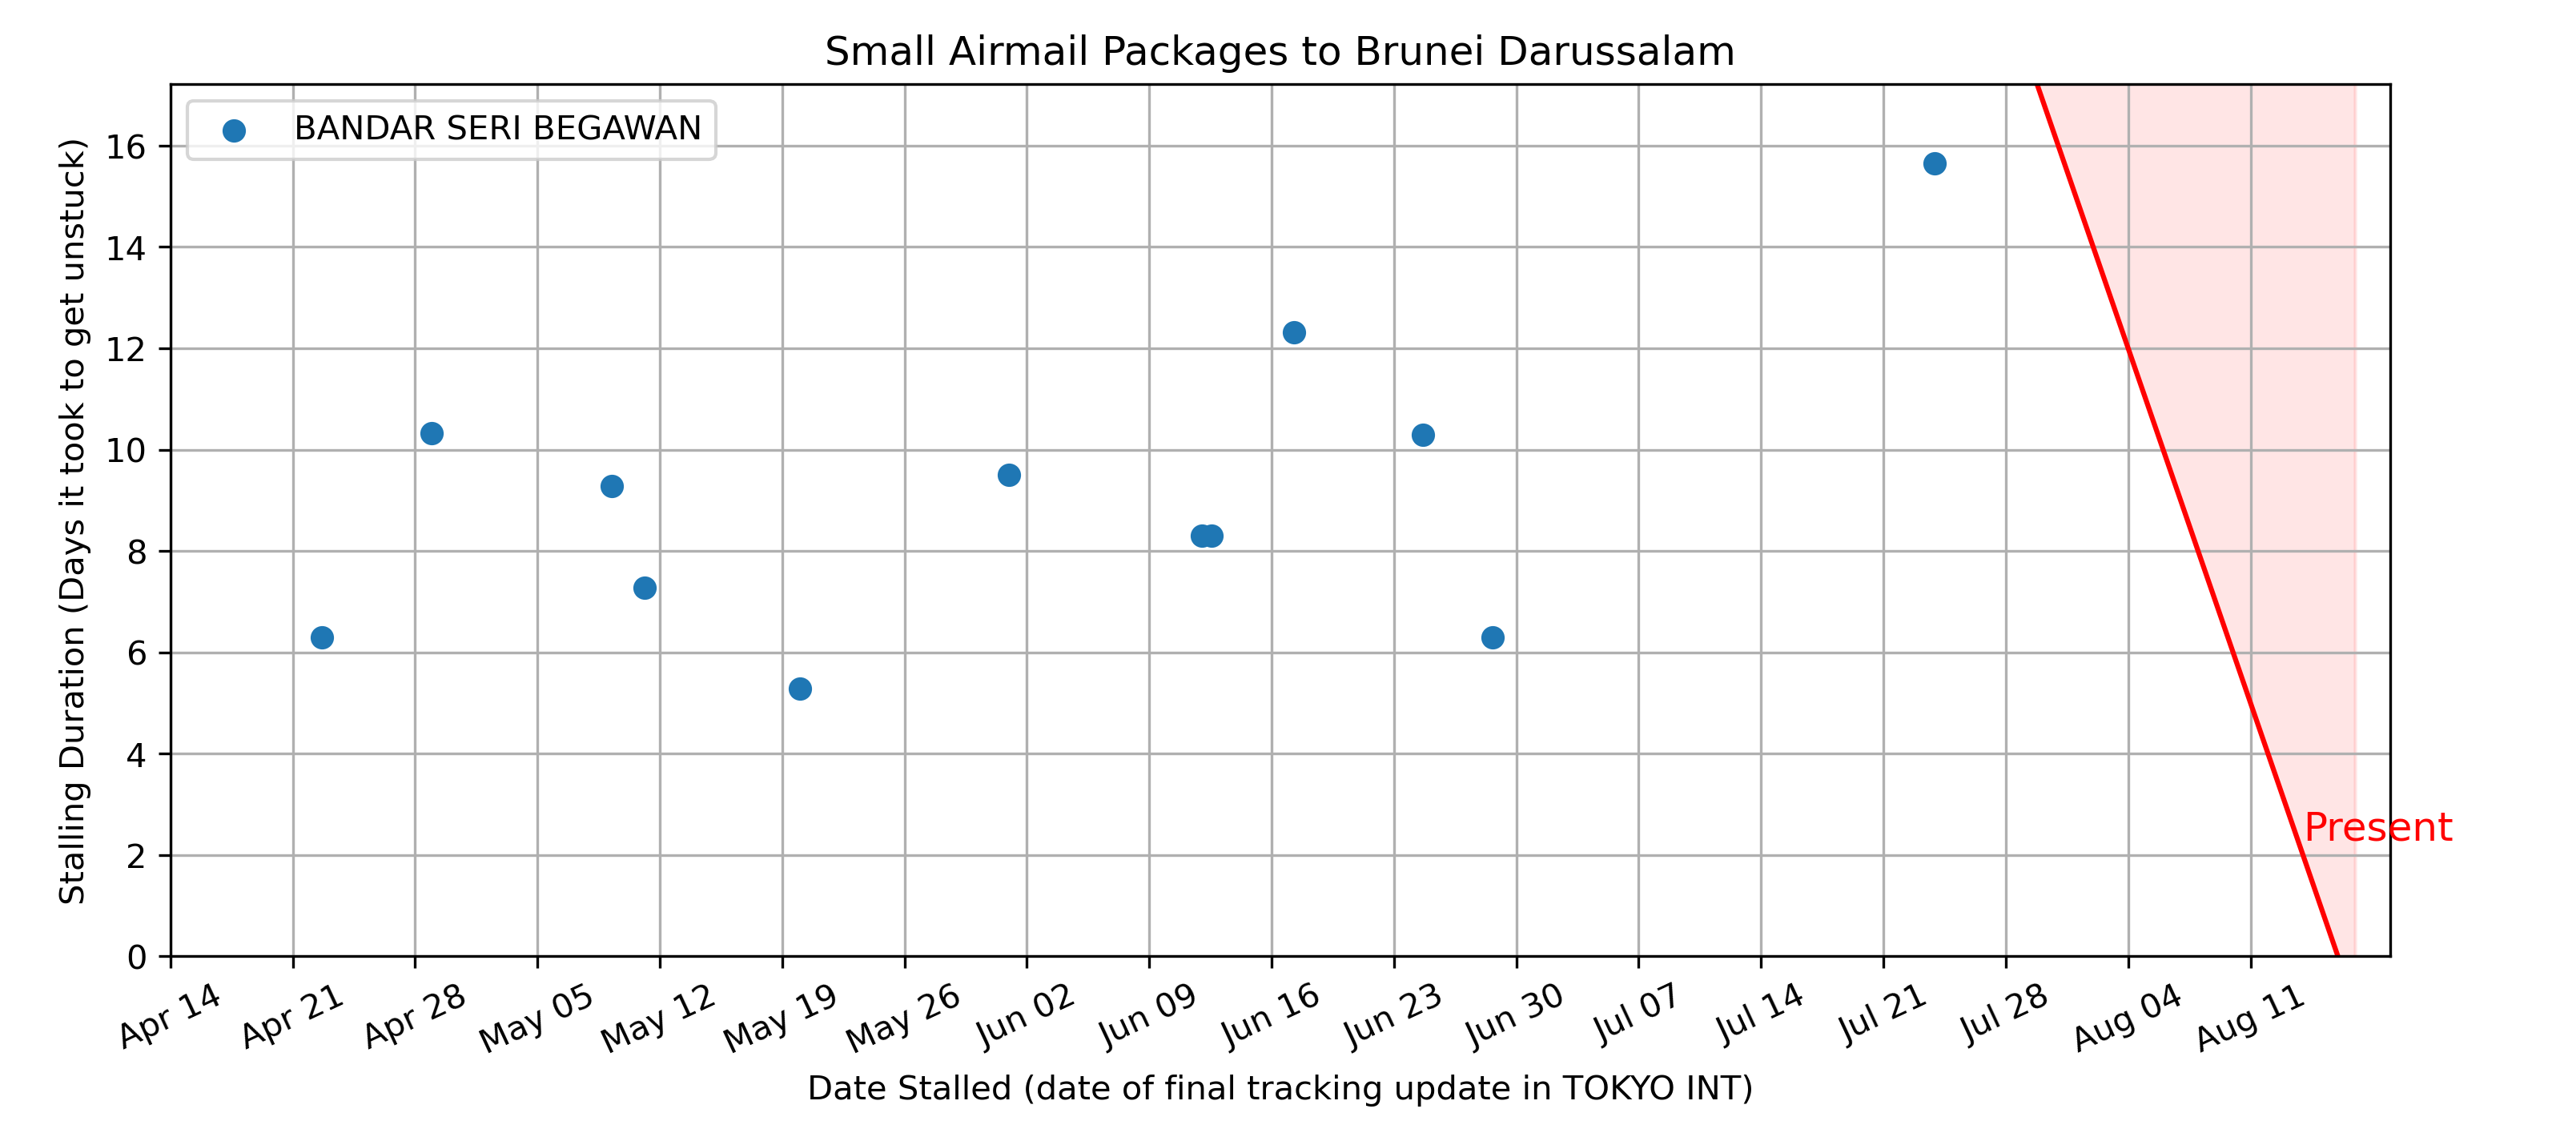 Small Airmail Packages to Brunei Darussalam
BANDAR SERI BEGAWAN
Stalling Duration (Days it took to get unstuck)
16
14
12
10
8
6
4
2
0
Present
Apr 14
Apr 21
Apr 28
May 05
May 12
May 19
May 26
Jun 02
Jun 09
Jun 16
Jun 23
Jun 30
Jul 07
Jul 14
Jul 21
Jul 28
Aug 04
Aug 11
Date Stalled (date of final tracking update in TOKYO INT)